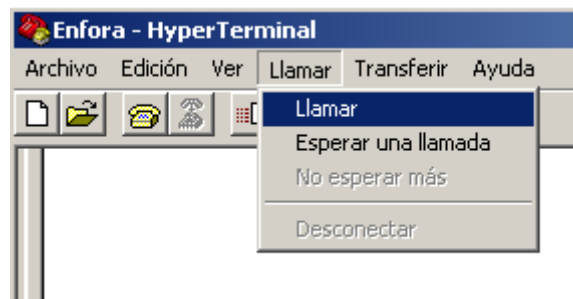 Enfora - HyperTerminal
Archivo Edición Ver Llamar Transferir Ayuda
Llamar
Esperar una llamada
No esperar más
Desconectar